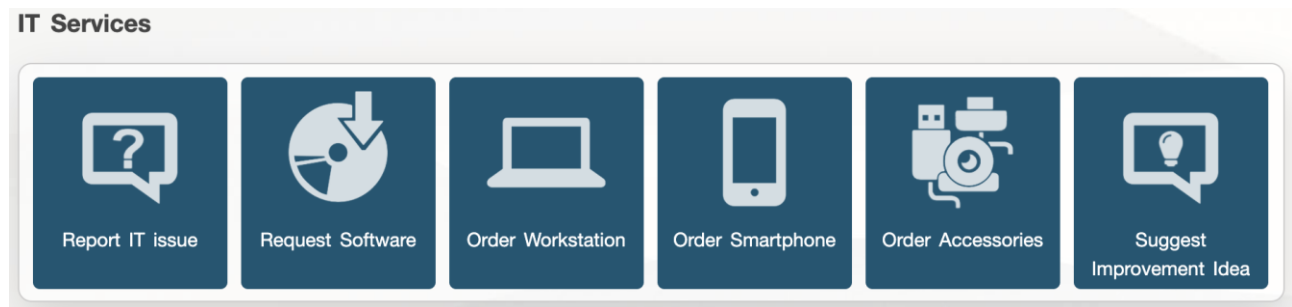 IT Services
Report IT issue
Request Software
Order Workstation
Order Smartphone
Order Accessories
Suggest
Improvement Idea